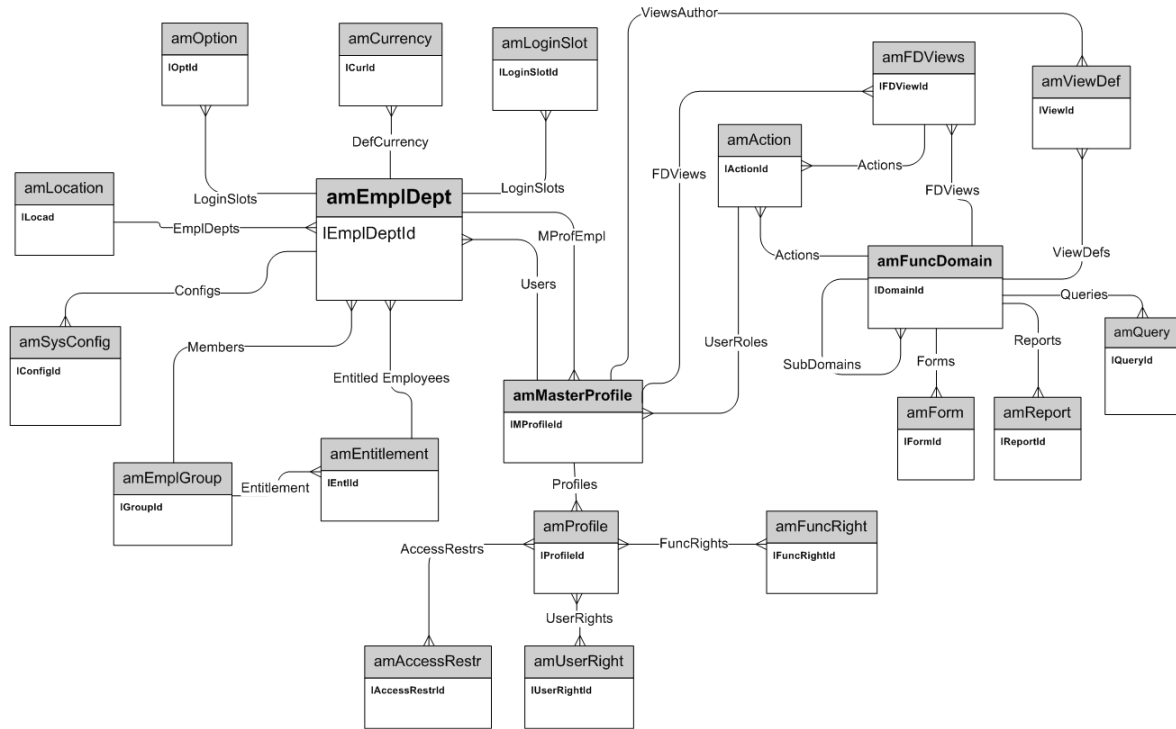 ViewsAuthor
amOption
lOptId
amCurrency
lCurId
amLoginSlot
lLoginSlotId
amFDViews
lFDViewId
amViewDef
lViewId
DefCurrency
amAction
lActionId
Actions
FDViews
FDViews
amLocation
lLocad
LoginSlots
LoginSlots
amEmplDept
lEmplDeptId
EmplDepts
MProfEmpl
Users
Actions
ViewDefs
amFuncDomain
lDomainId
Configs
Queries
amSysConfig
lConfigId
Members
UserRoles
Reports
amQuery
lQueryId
Entitled Employees
SubDomains
Forms
amMasterProfile
lMProfileId
amForm
lFormId
amReport
lReportId
amEmplGroup
lGroupId
Entitlement
amEntitlement
lEntlId
Profiles
amProfile
lProfileId
AccessRestrs
FuncRights
amFuncRight
lFuncRightId
UserRights
amAccessRestr
lAccessRestrId
amUserRight
lUserRightId